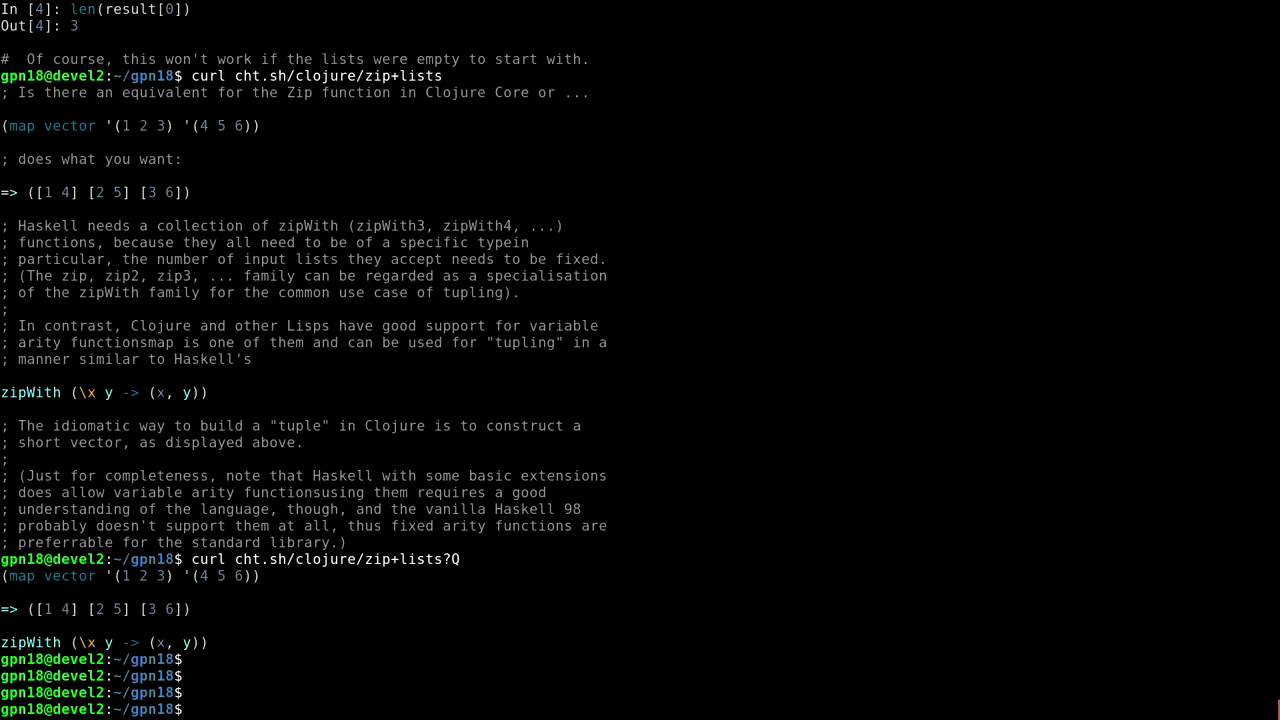 In [4]: len(result[0])
Out[4]: 3
#  Of course, this won't work if the lists were empty to start with.
gpn18@devel2:~/gpn18$ curl cht.sh/clojure/zip+lists
; Is there an equivalent for the Zip function in Clojure Core or ...
(map vector '(1 2 3) '(4 5 6))
; does what you want:
=> ([1 4] [2 5] [3 6])
; Haskell needs a collection of zipWith (zipWith3, zipWith4, ...)
; functions, because they all need to be of a specific typein
; particular, the number of input lists they accept needs to be fixed.
; (The zip, zip2, zip3, ... family can be regarded as a specialisation
; of the zipWith family for the common use case of tupling).
;
; In contrast, Clojure and other Lisps have good support for variable
; arity functionsmap is one of them and can be used for "tupling" in a
; manner similar to Haskell's
zipWith (\x y -> (x, y))
; The idiomatic way to build a "tuple" in Clojure is to construct a
; short vector, as displayed above.
;
; (Just for completeness, note that Haskell with some basic extensions
; does allow variable arity functionsusing them requires a good
; understanding of the language, though, and the vanilla Haskell 98
; probably doesn't support them at all, thus fixed arity functions are
; preferrable for the standard library.)
gpn18@devel2:~/gpn18$ curl cht.sh/clojure/zip+lists?Q
(map vector '(1 2 3) '(4 5 6))
=> ([1 4] [2 5] [3 6])
zipWith (\x y -> (x, y))
gpn18@devel2:~/gpn18$
gpn18@devel2:~/gpn18$
gpn18@devel2:~/gpn18$
gpn18@devel2:~/gpn18$